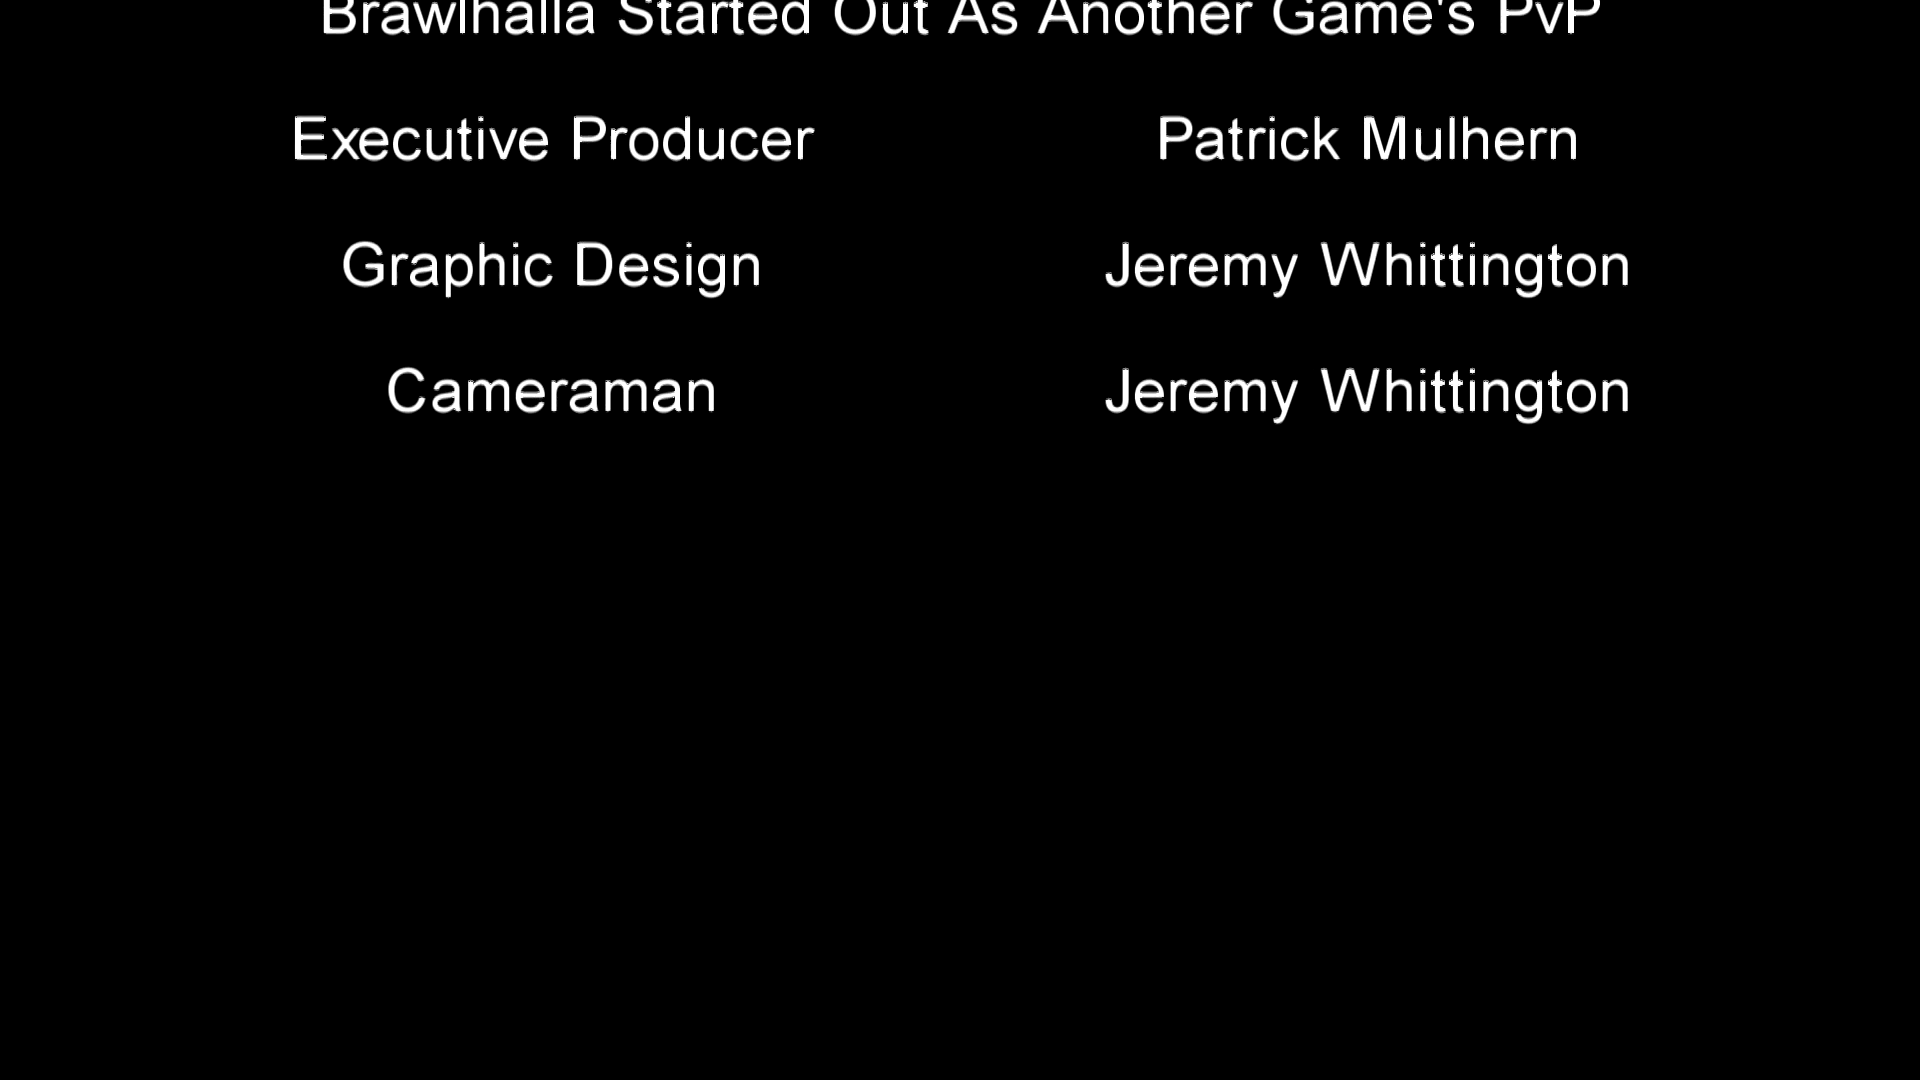 Brawlhalla Started Out As Another Game's PvP
Executive Producer Patrick Mulhern
Graphic Design Jeremy Whittington
Cameraman Jeremy Whittington